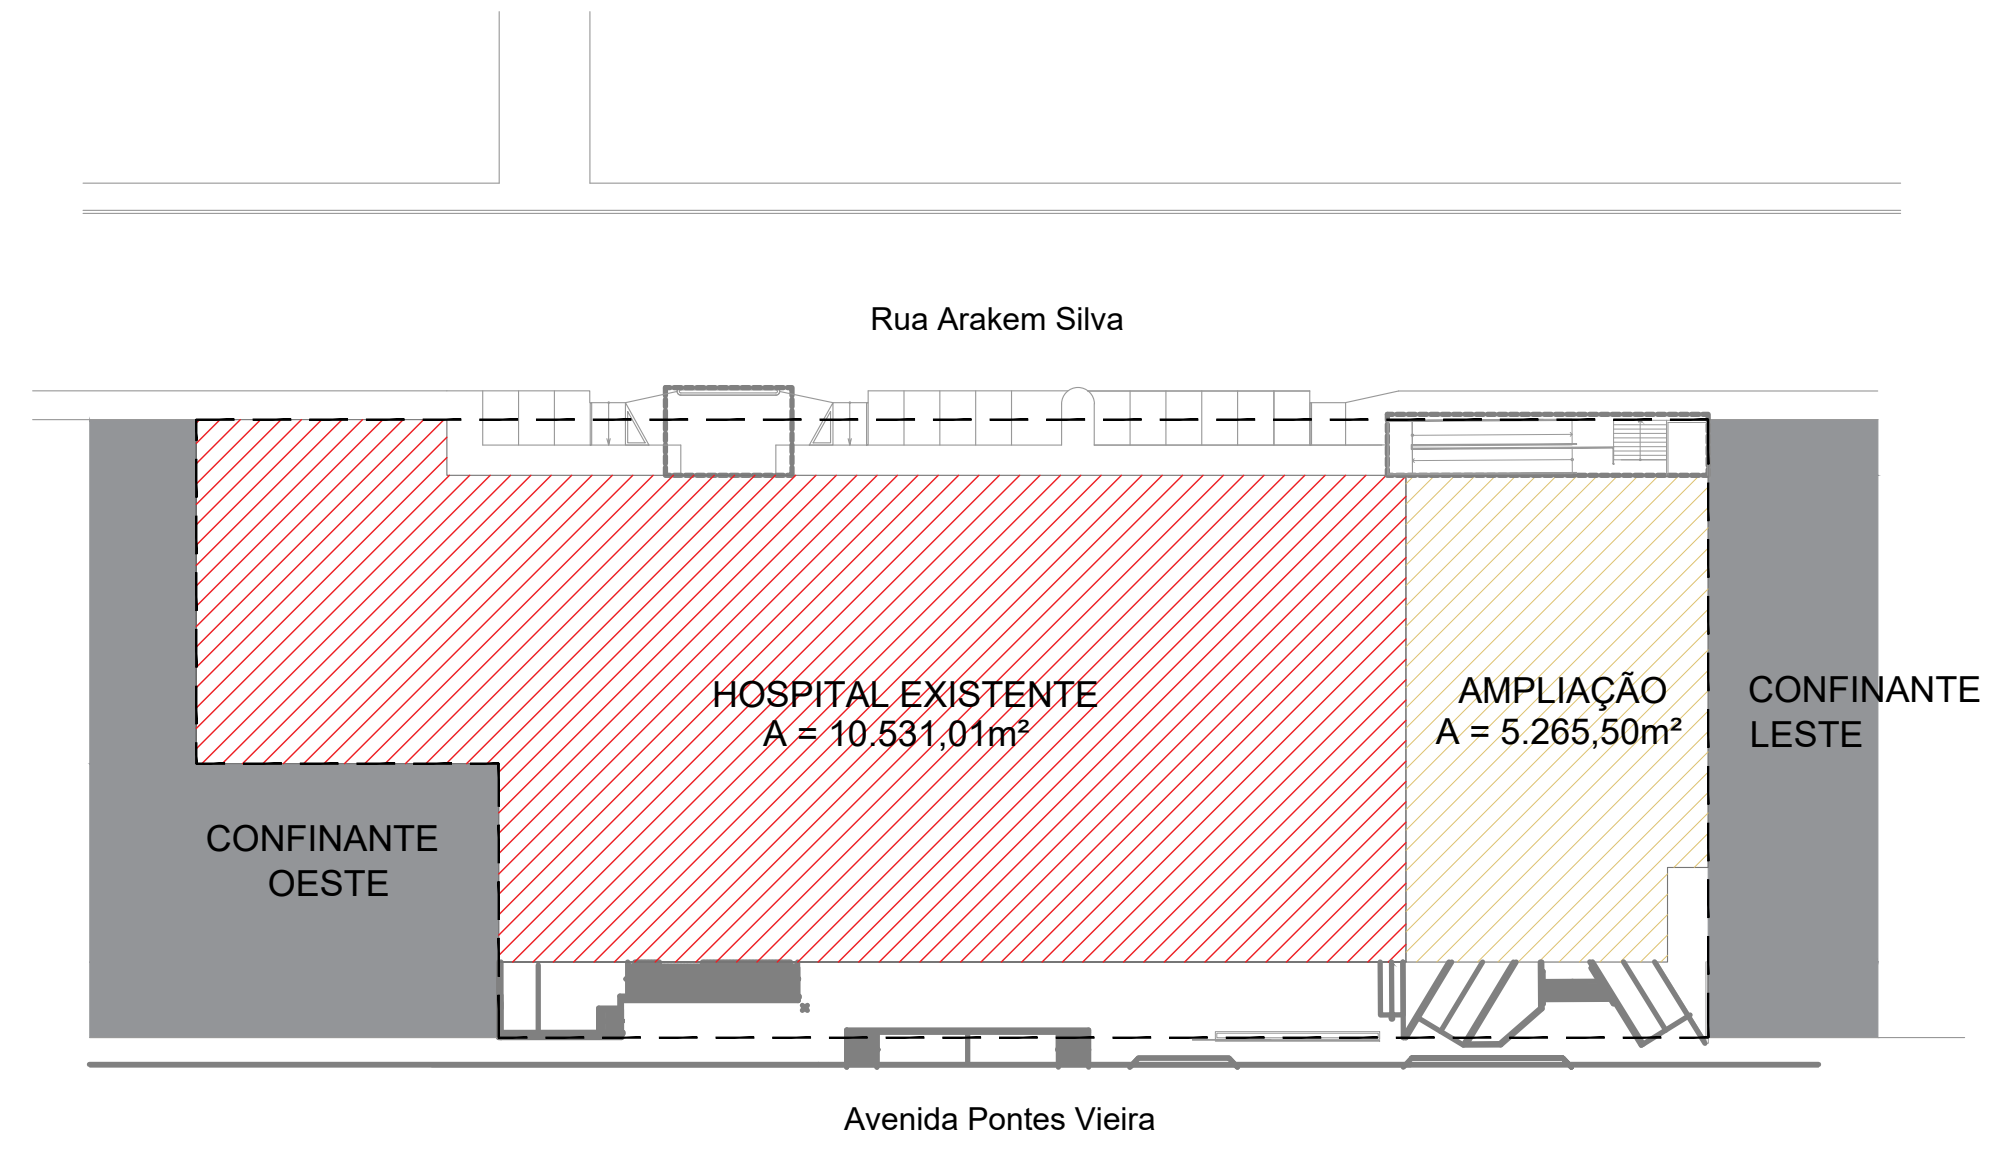 Rua Arakem Silva
HOSPITAL EXISTENTE
A = 10.531,01m²
AMPLIAÇÃO
A = 5.265,50m²
CONFINANTE
LESTE
CONFINANTE
OESTE
Avenida Pontes Vieira